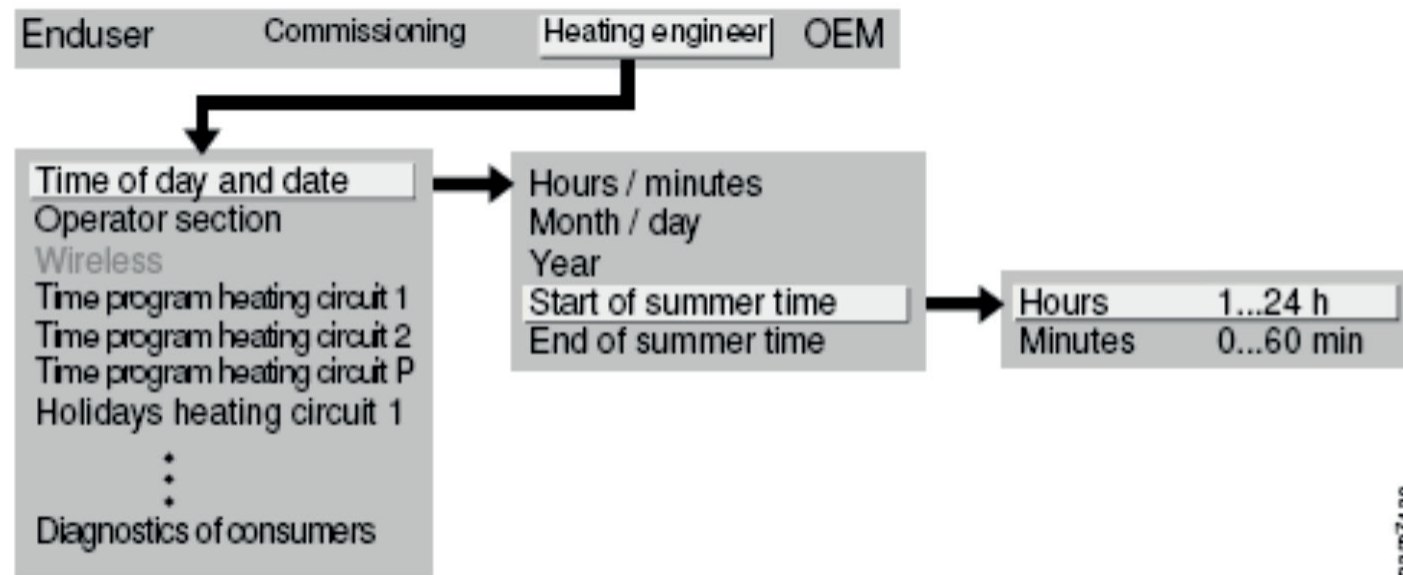 Enduser Commissioning Heating engineer OEM
Time of day and date
Operator section
Wireless
Time program heating circuit 1
Time program heating circuit 2
Time program heating circuit P
Holidays heating circuit 1
Diagnostics of consumers
Hours / minutes
Month / day
Year
Start of summer time
End of summer time
Hours 1...24 h
Minutes 0...60 min